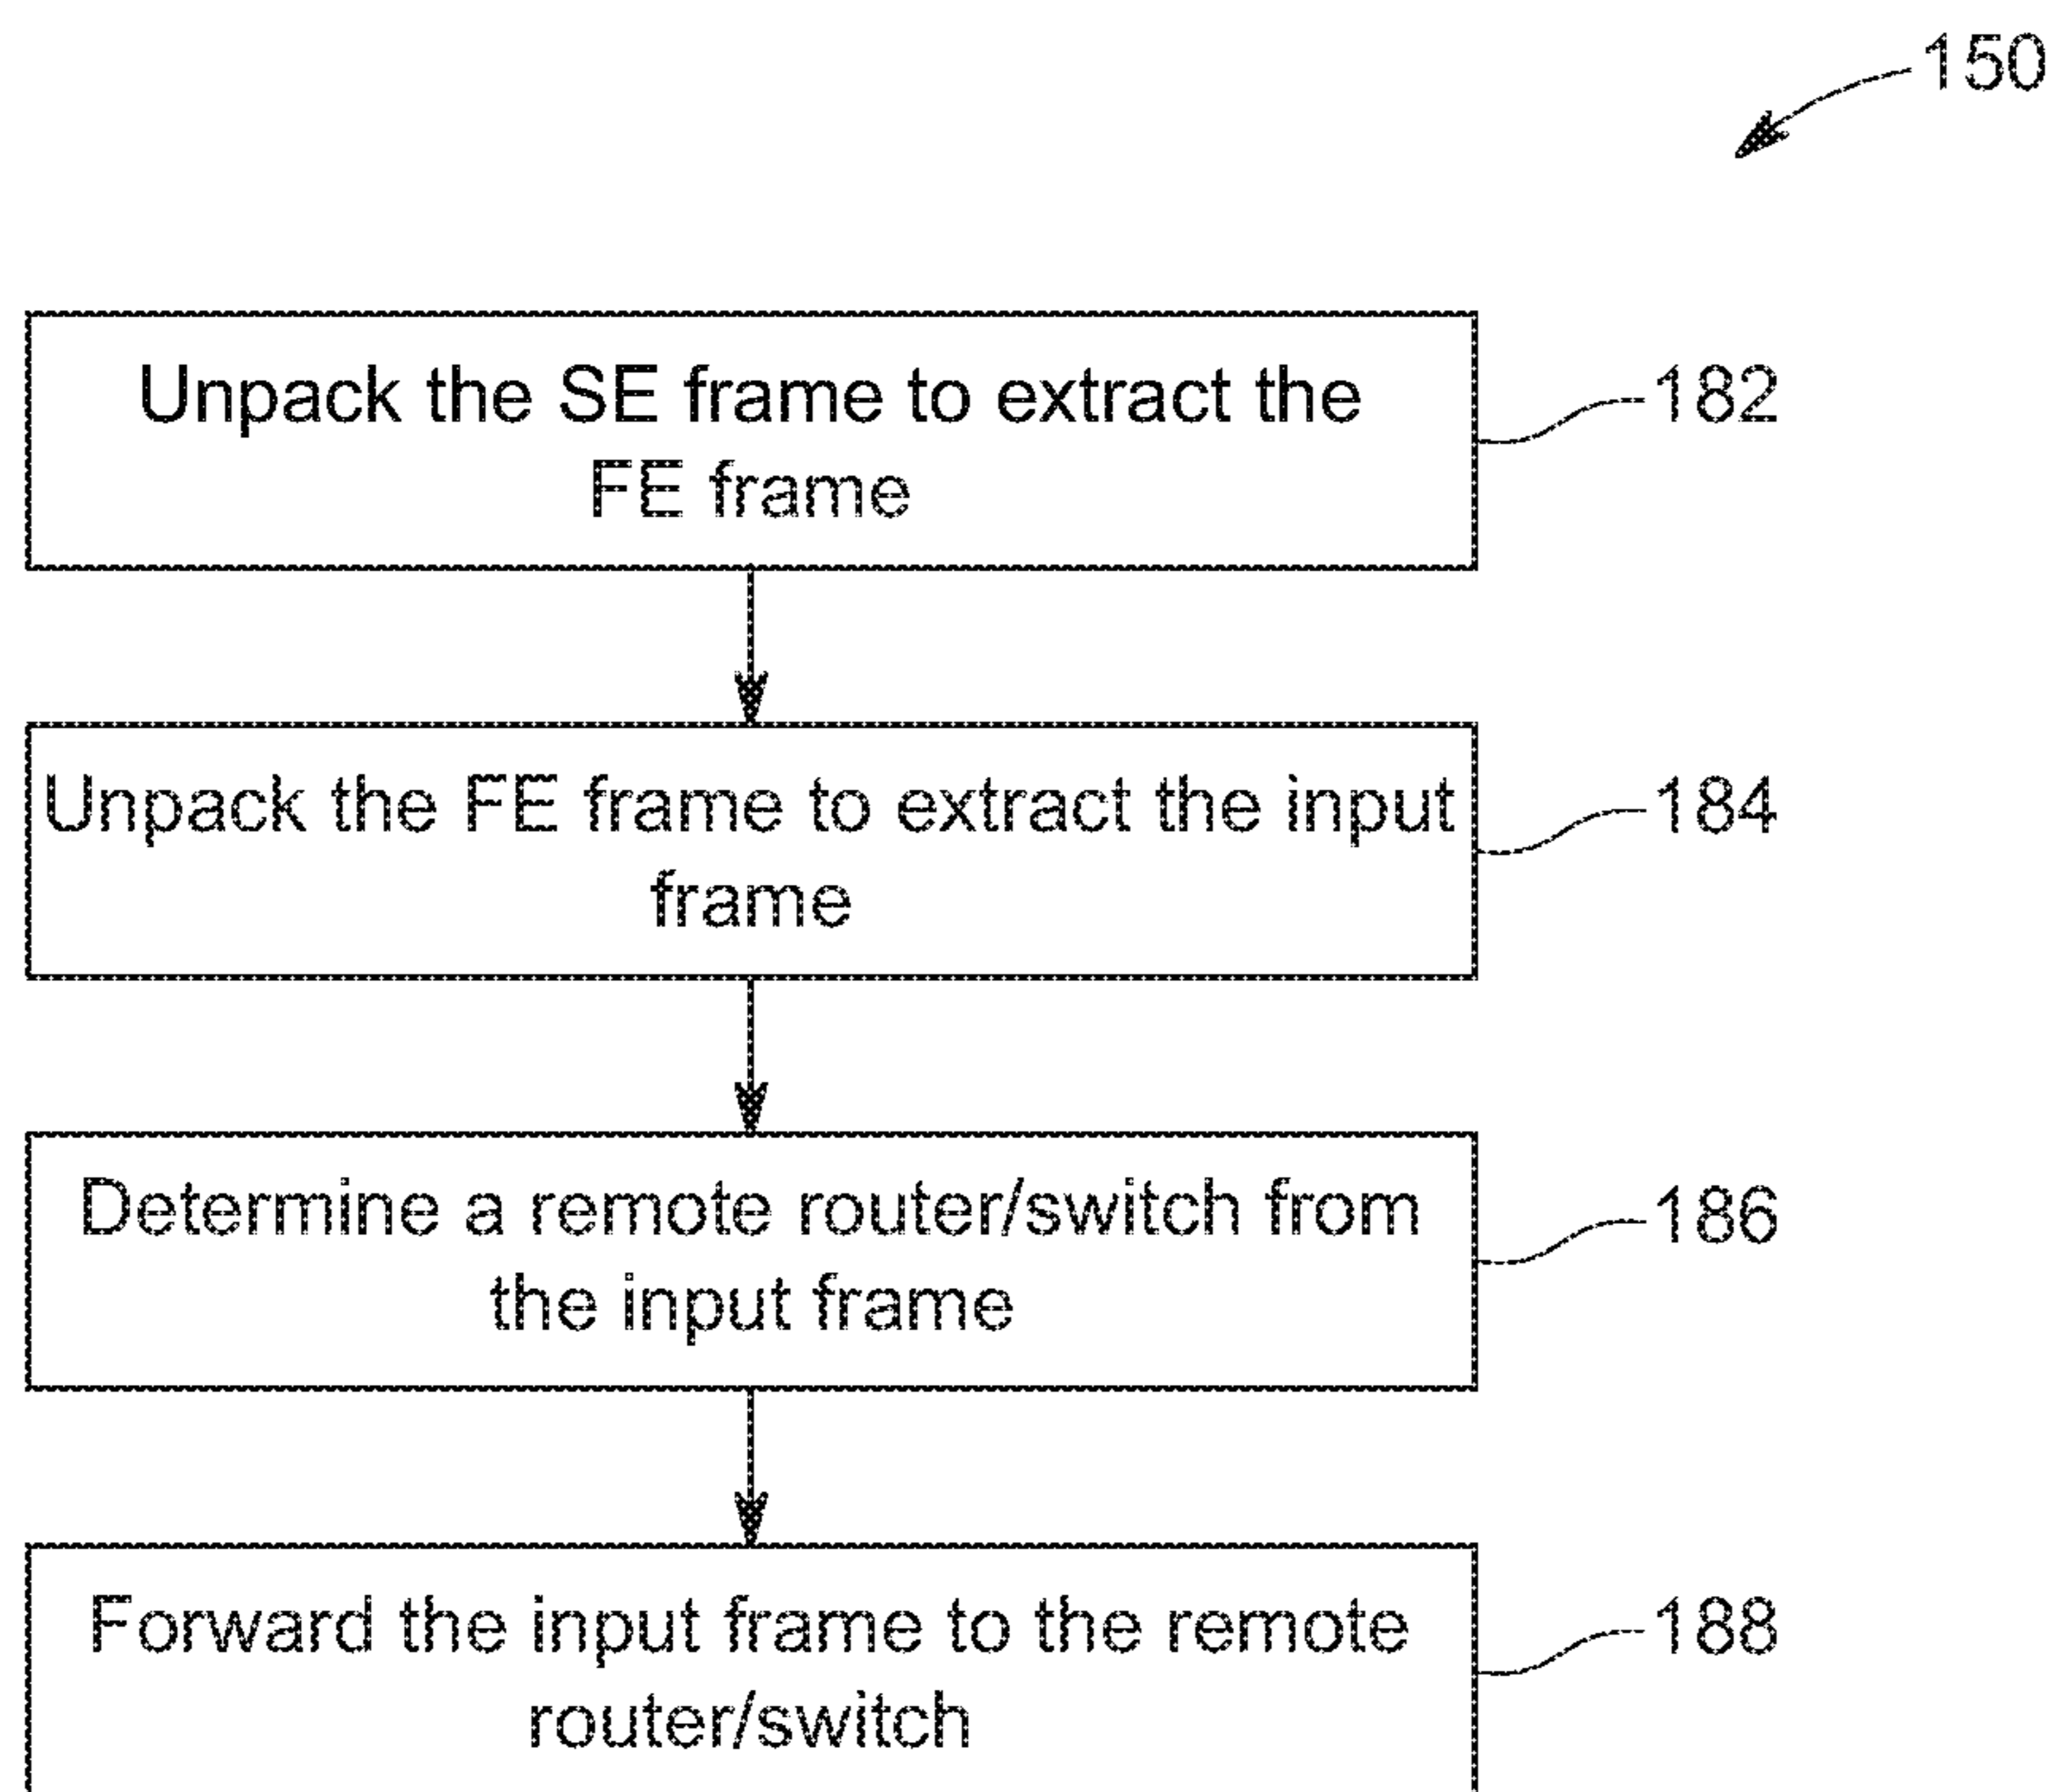 150
Unpack the SE frame to extract the
FE frame
182
Unpack the FE frame to extract the input
frame
184
Determine a remote router/switch from
the input frame
186
Forward the input frame to the remote
router/switch
188